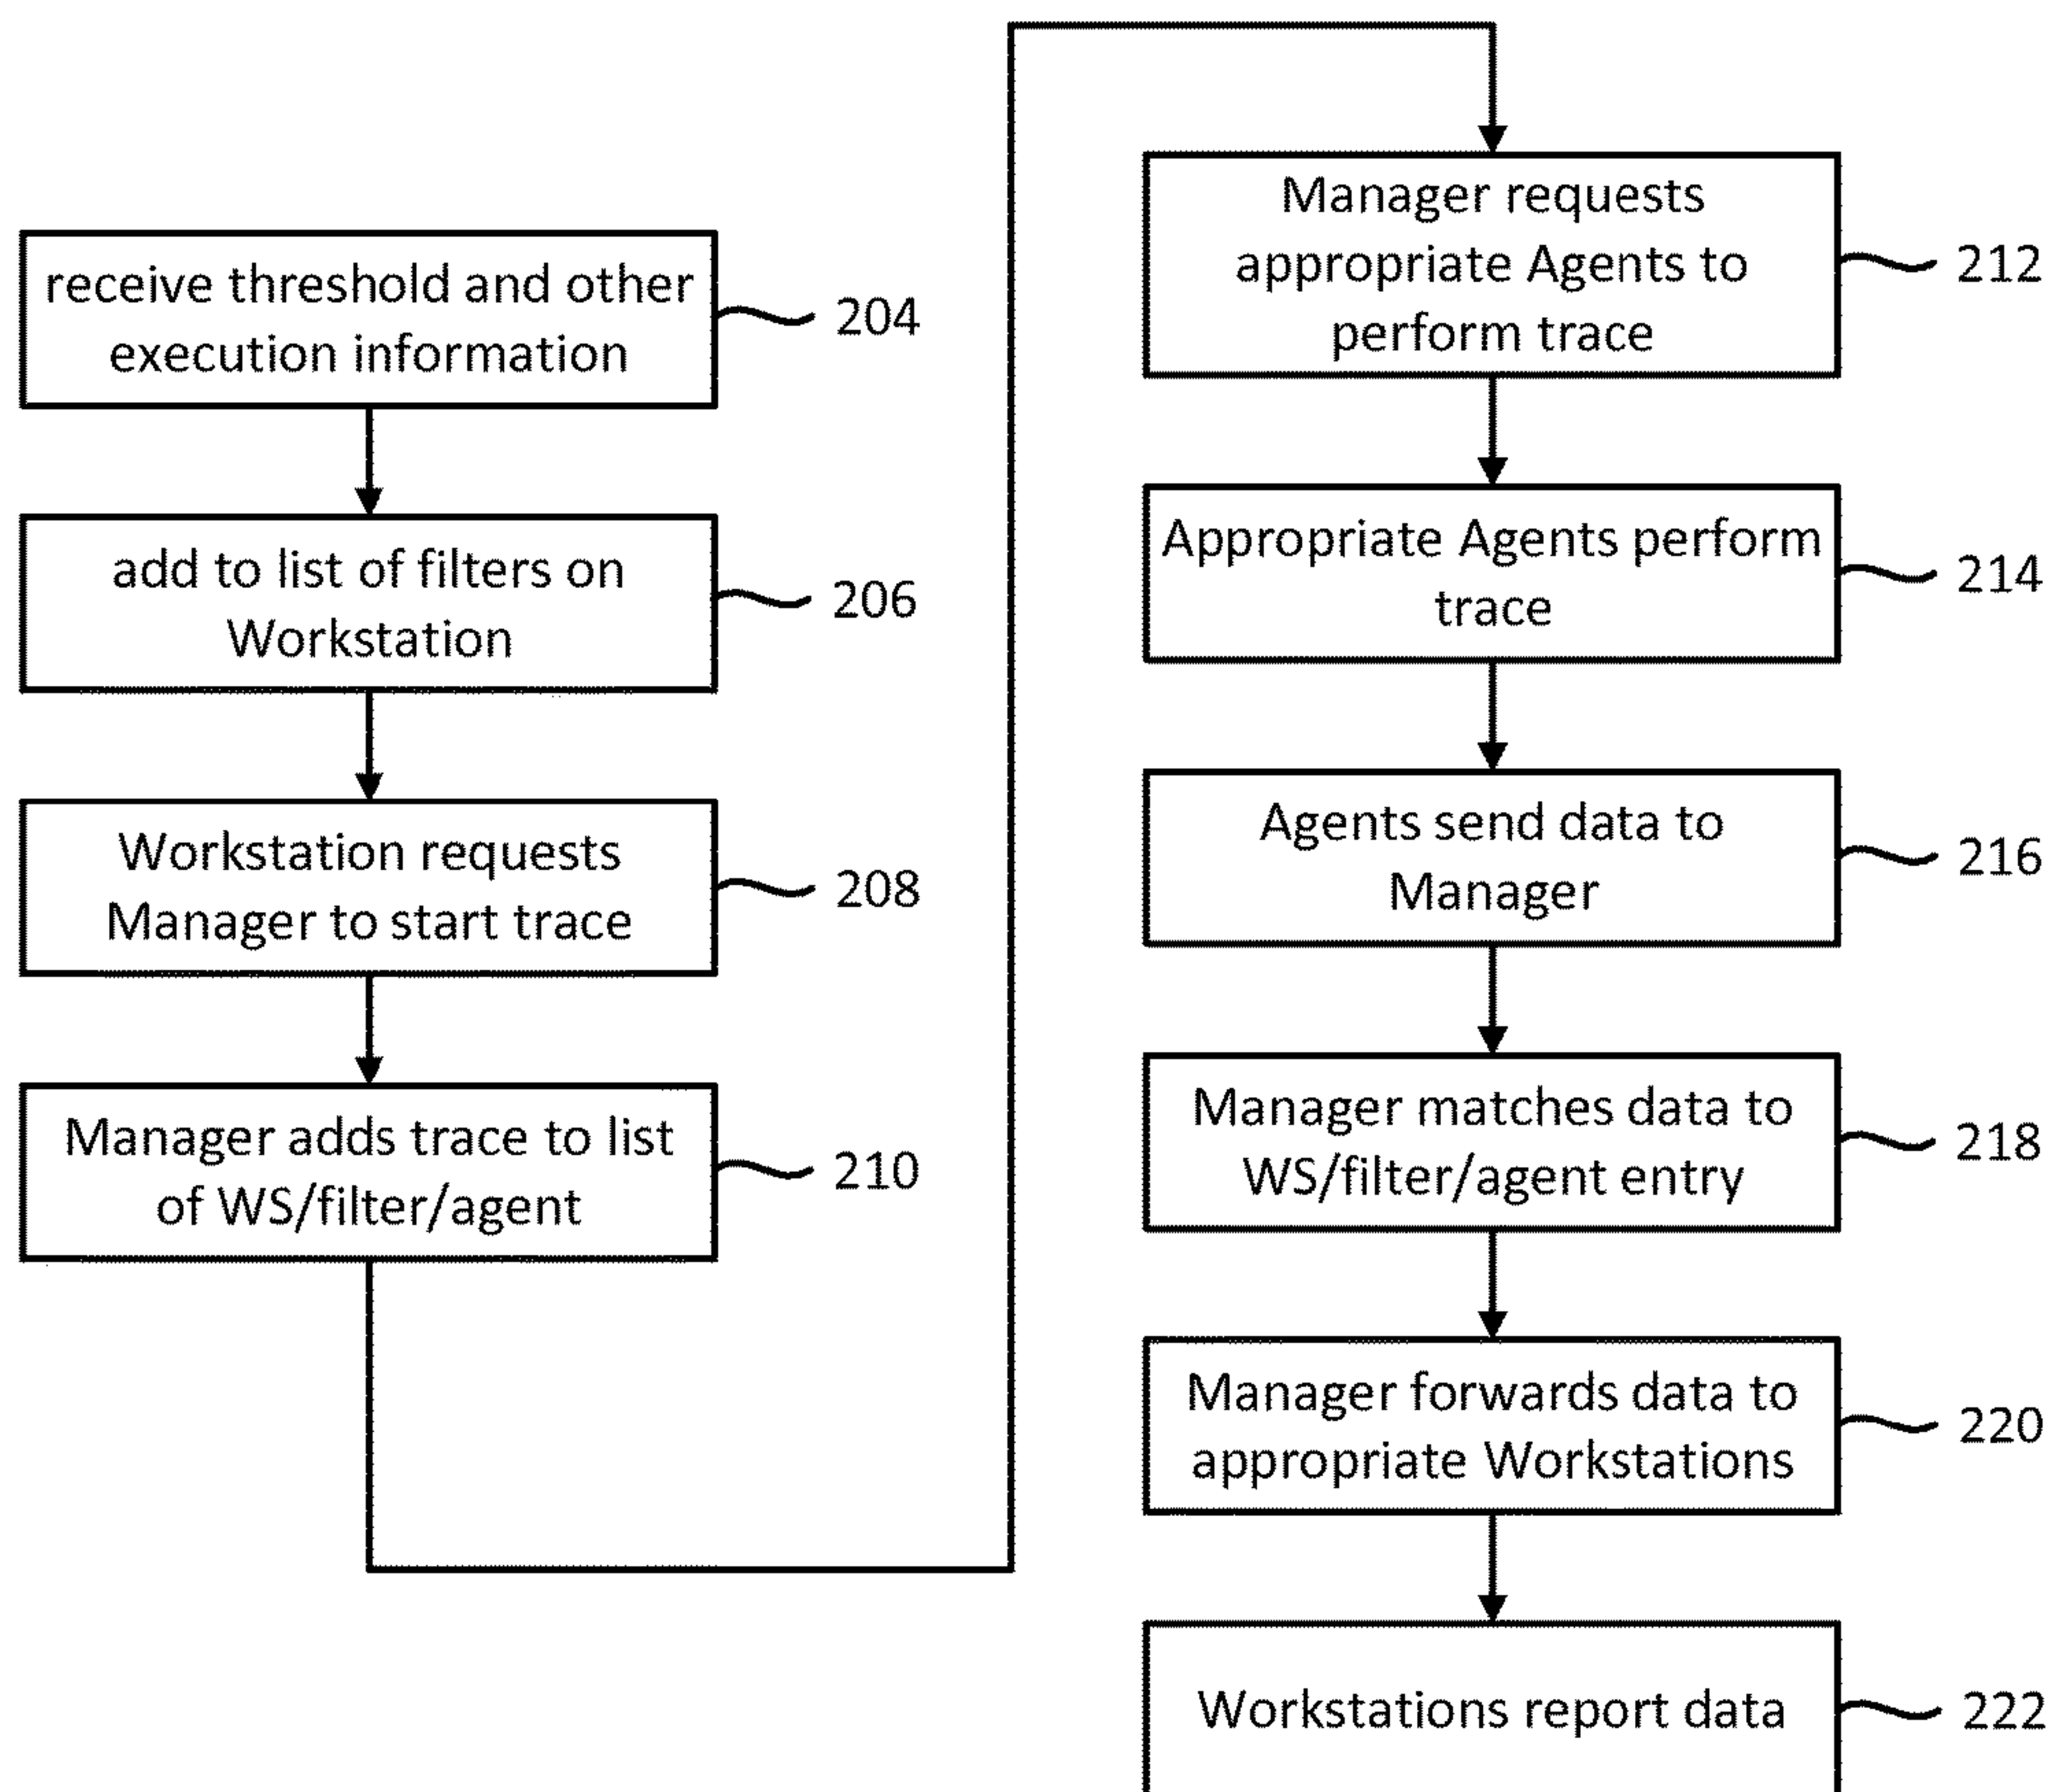 receive threshold and other
execution information
204
add to list of filters on
Workstation
206
Workstation requests
Manager to start trace
208
Manager adds trace to list
of WS/filter/agent
210
Manager requests
appropriate Agents to
perform trace
212
Appropriate Agents perform
trace
214
Agents send data to
Manager
216
Manager matches data to
WS/filter/agent entry
218
Manager forwards data to
appropriate Workstations
220
Workstations report data
222